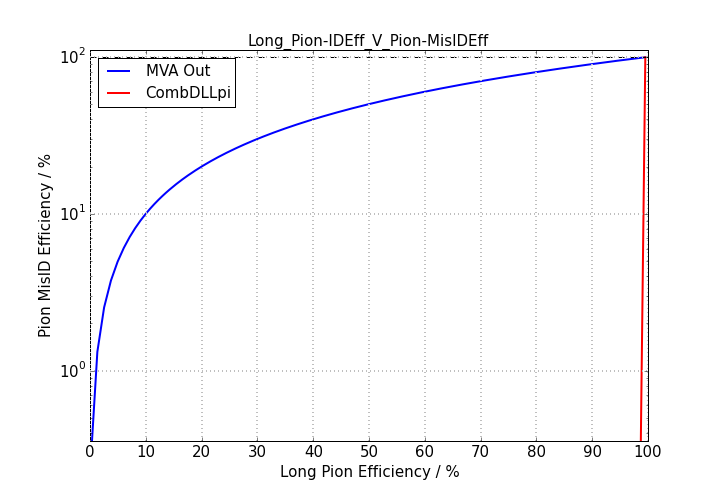 Long_Pion-IDEff_V_Pion-MisIDEff
MVA Out
CombDLLpi
10²
10¹
10⁰
Pion MisID Efficiency / %
0 10 20 30 40 50 60 70 80 90 100
Long Pion Efficiency / %